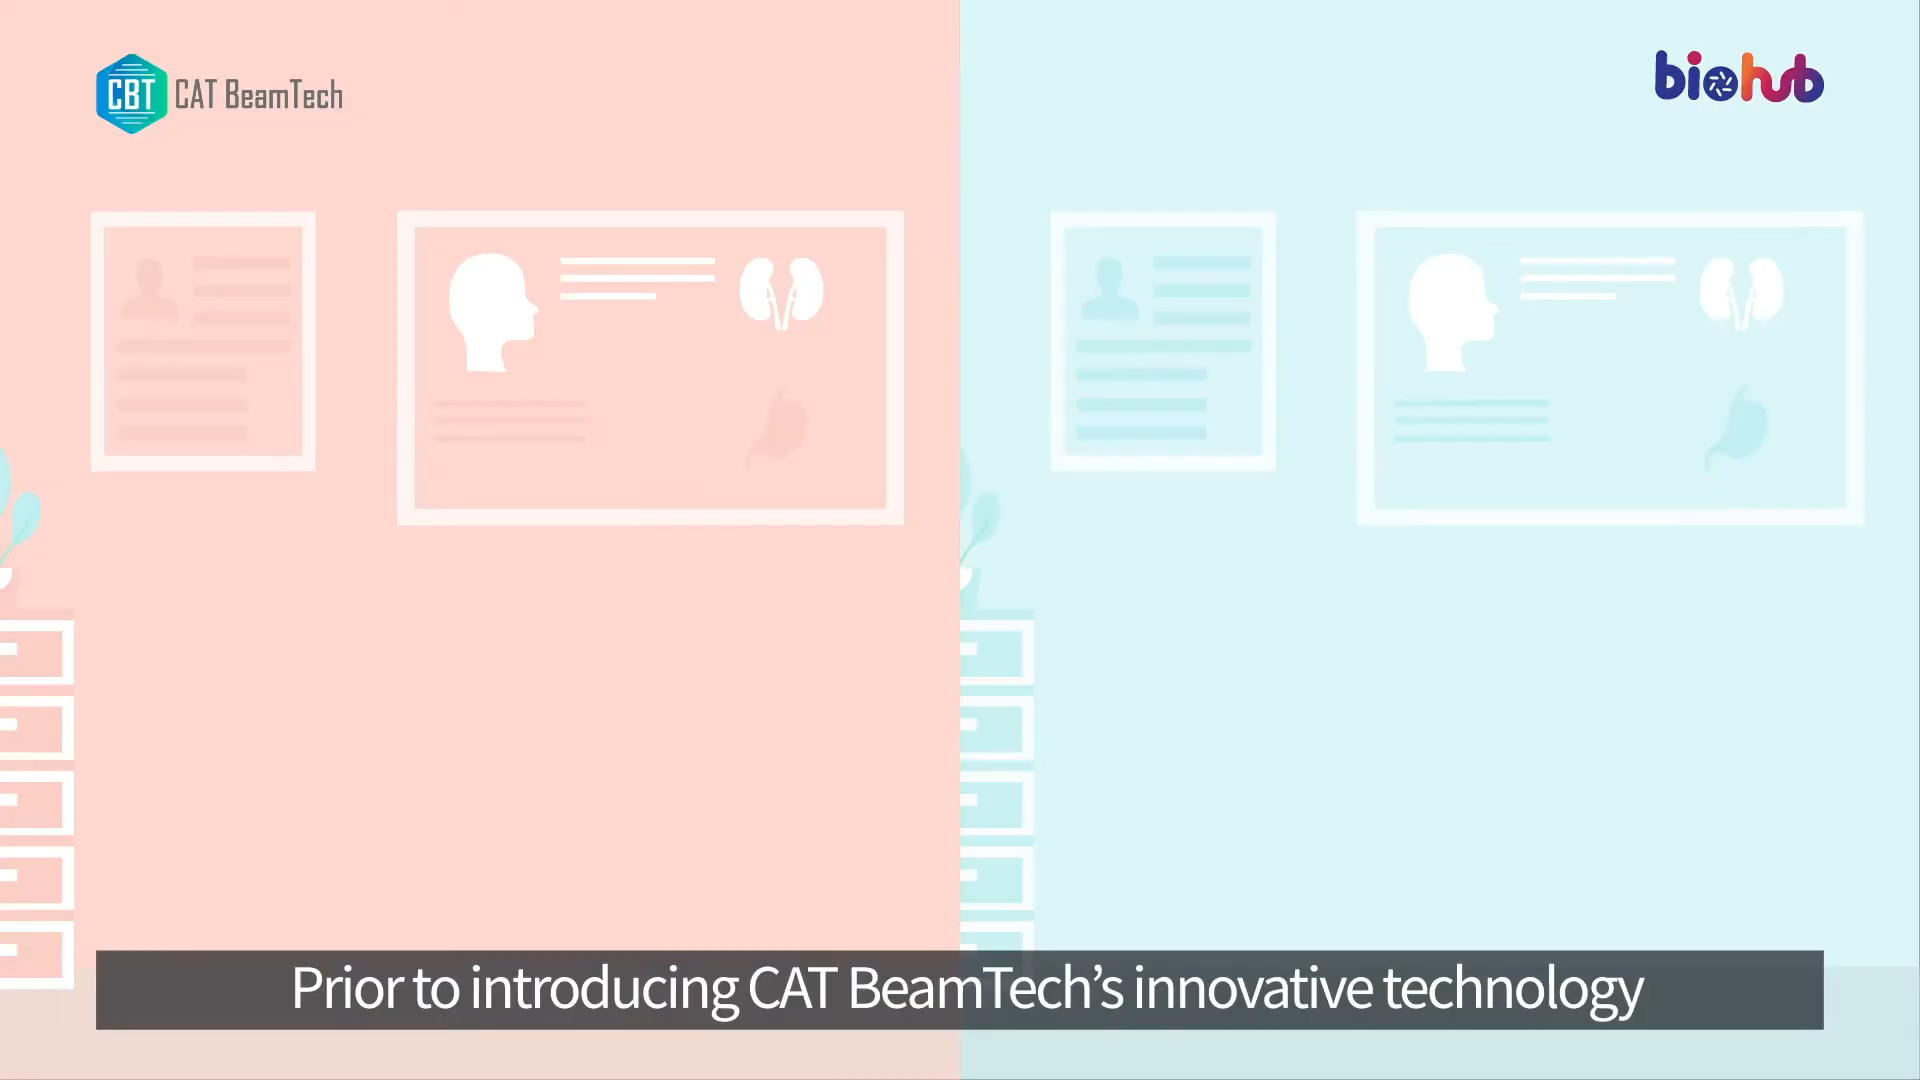 CBT CAT BeamTech
biohub
Prior to introducing CAT BeamTech’s innovative technology